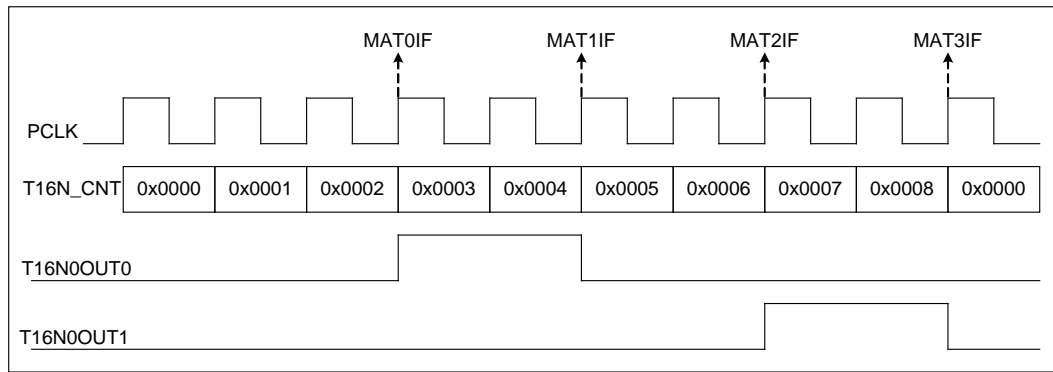 MAT0IF MAT1IF MAT2IF MAT3IF
PCLK
T16N_CNT 0x0000 0x0001 0x0002 0x0003 0x0004 0x0005 0x0006 0x0007 0x0008 0x0000
T16N0OUT0
T16N0OUT1